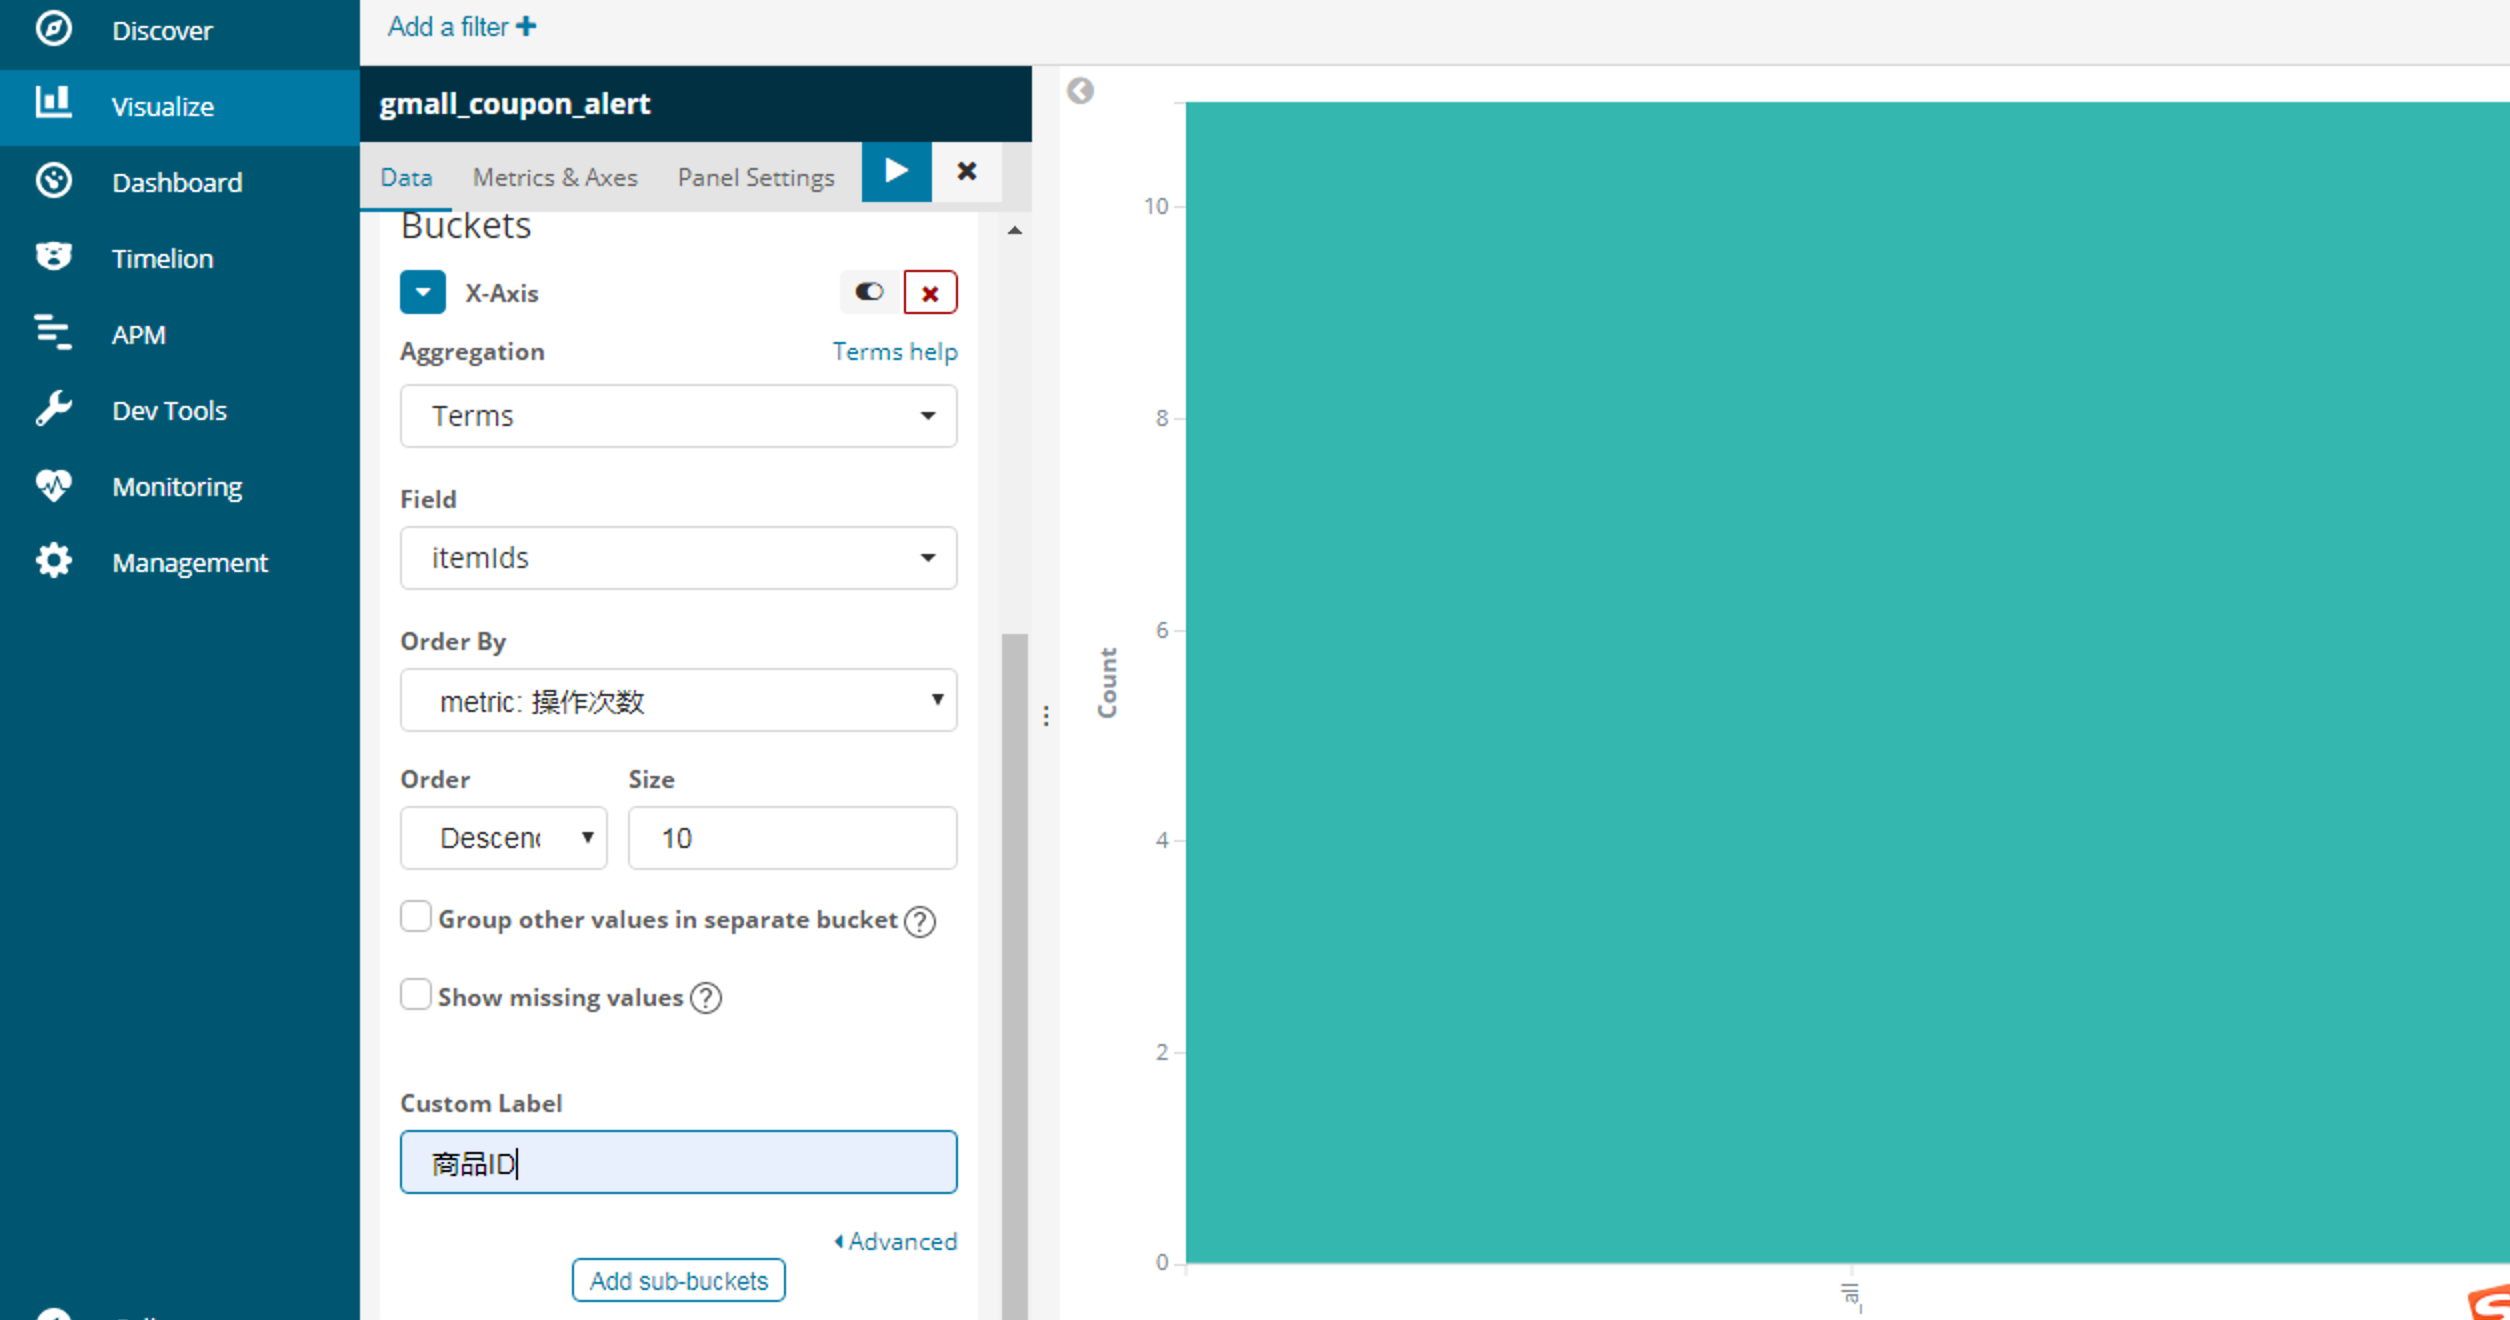 Discover
Visualize
Dashboard
Timelion
APM
Dev Tools
Monitoring
Management
Add a filter
gmall_coupon_alert
Data Metrics & Axes Panel Settings
Buckets
X-Axis
Aggregation Terms help
Terms
Field
itemIds
Order By
metric: 操作次数
Order Size
Descen 10
Group other values in separate bucket
Show missing values
Custom Label
商品ID
Advanced
Add sub-buckets
Count
10
8
6
4
2
0
_all